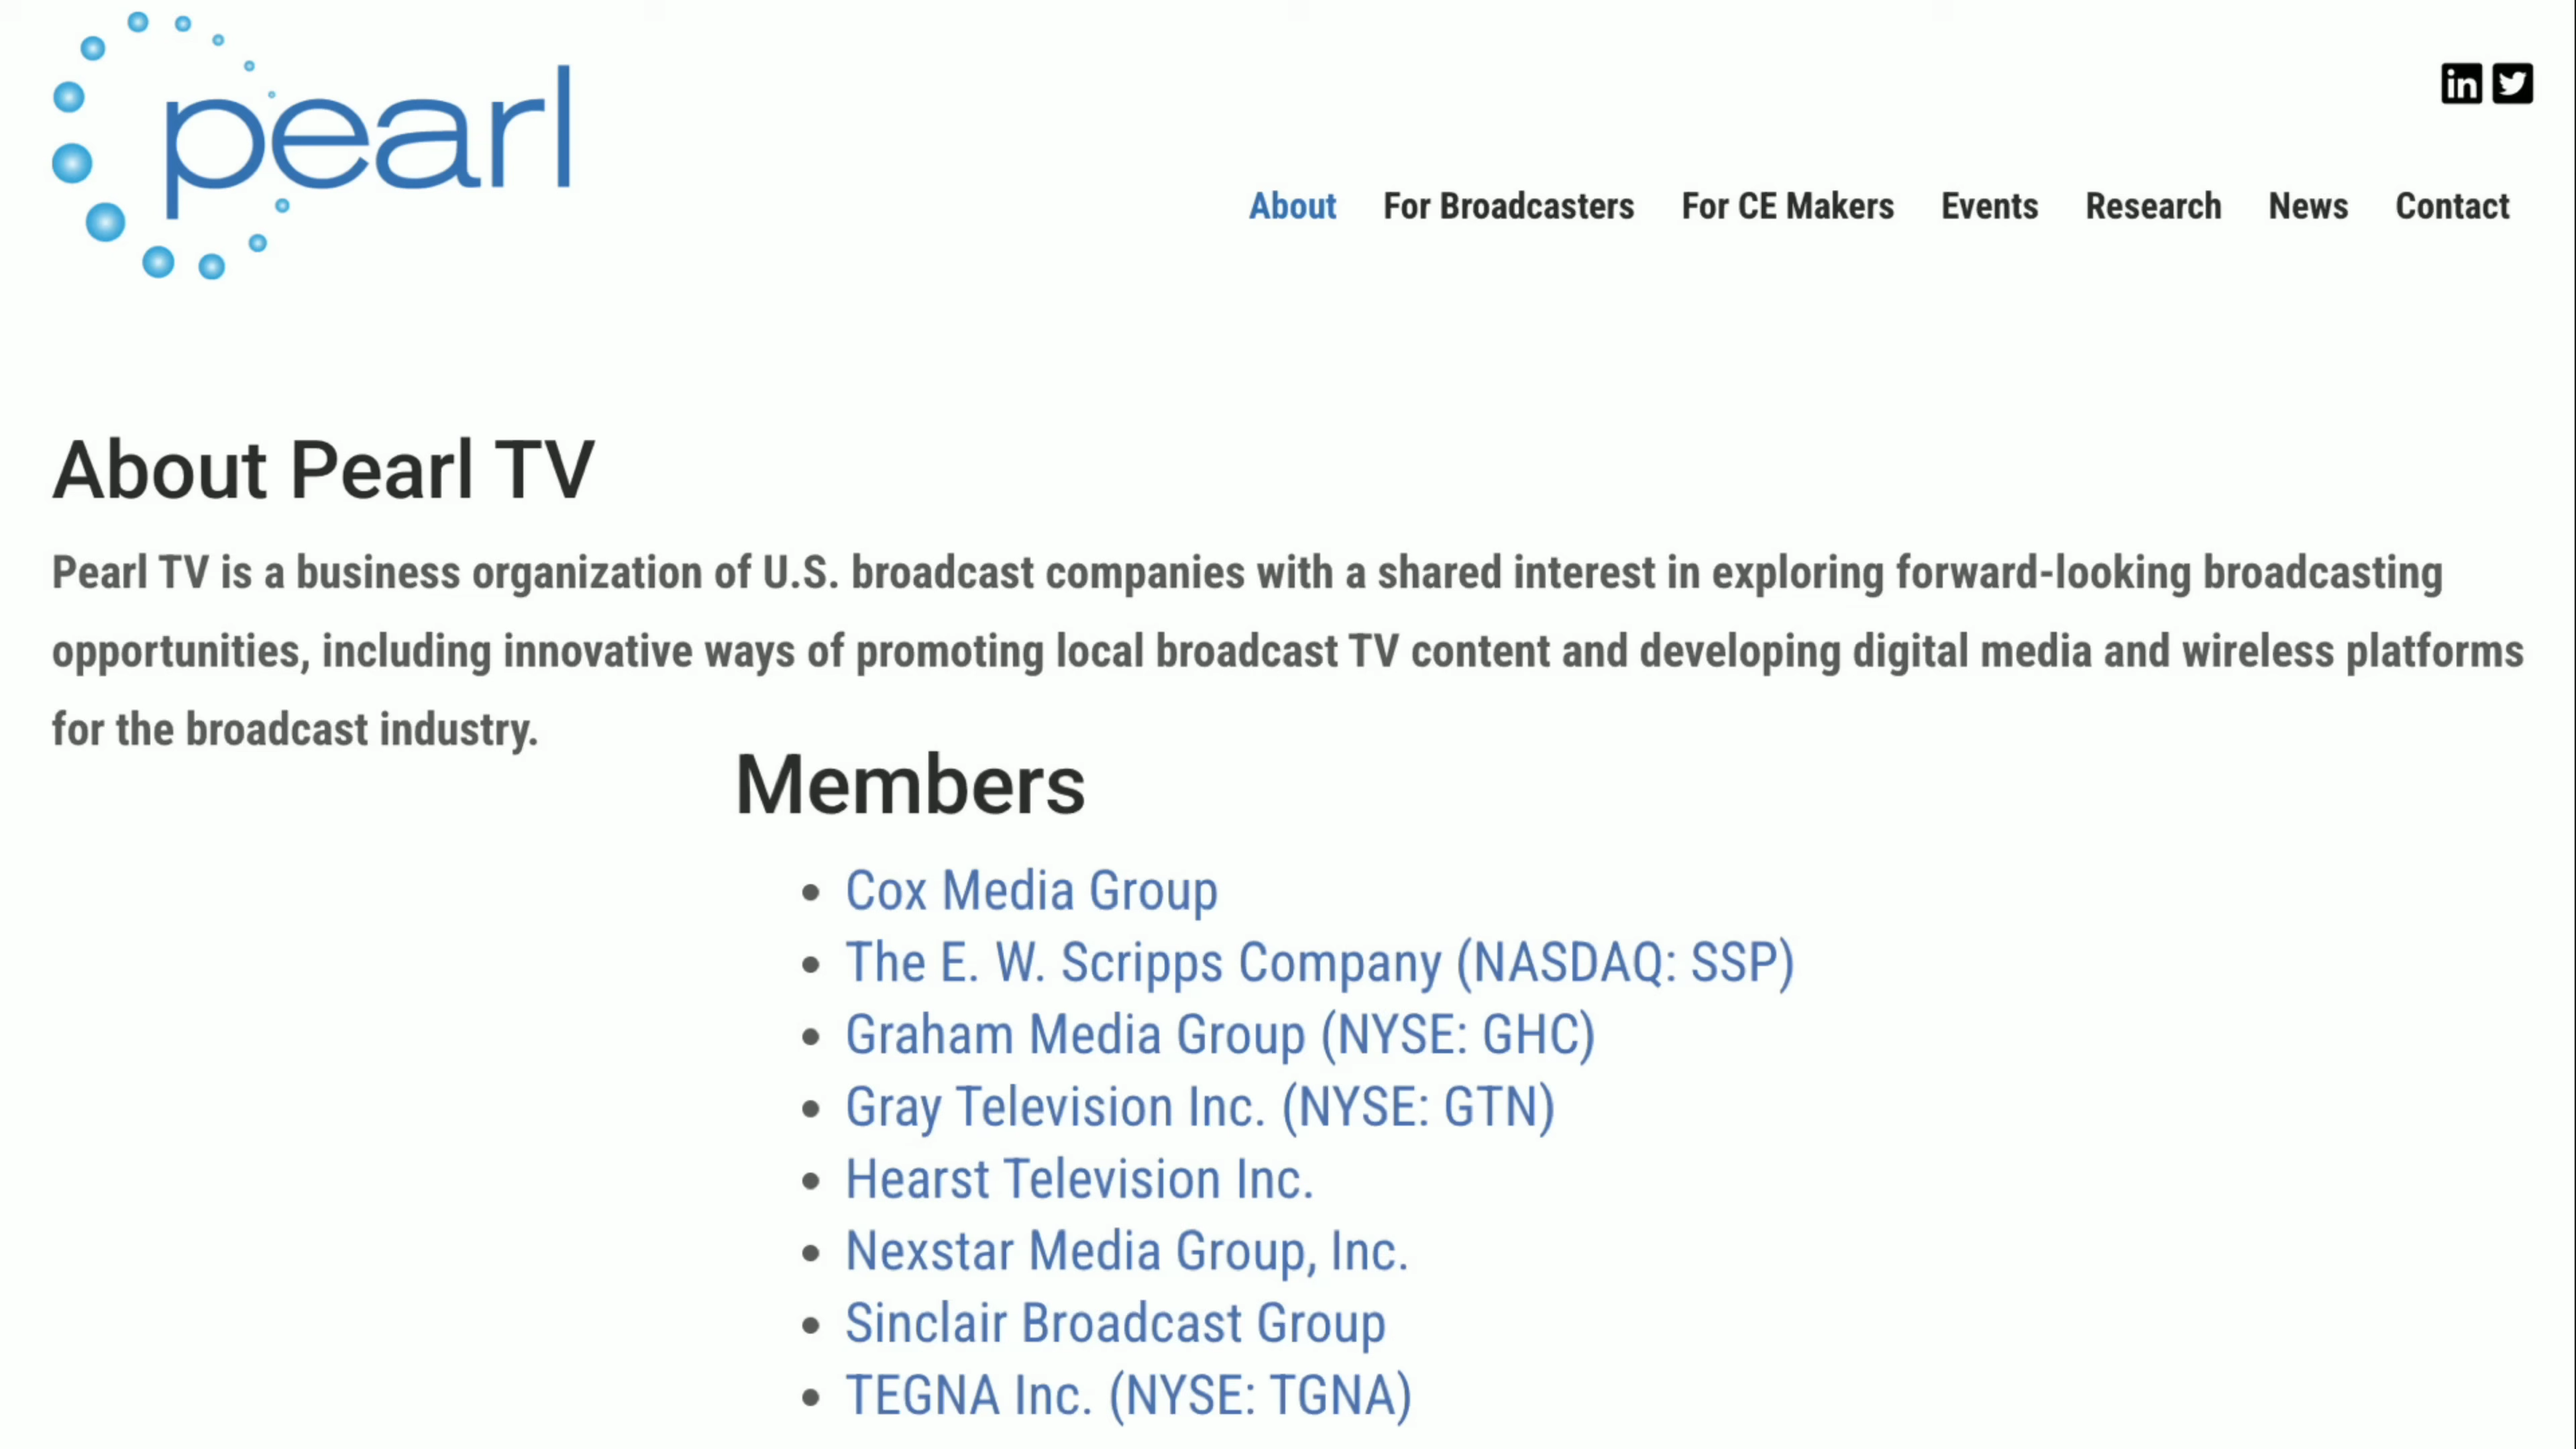 pearl
in
About For Broadcasters For CE Makers Events Research News Contact
About Pearl TV
Pearl TV is a business organization of U.S. broadcast companies with a shared interest in exploring forward-looking broadcasting
opportunities, including innovative ways of promoting local broadcast TV content and developing digital media and wireless platforms
for the broadcast industry.
Members
• Cox Media Group
• The E. W. Scripps Company (NASDAQ: SSP)
• Graham Media Group (NYSE: GHC)
• Gray Television Inc. (NYSE: GTN)
• Hearst Television Inc.
• Nexstar Media Group, Inc.
• Sinclair Broadcast Group
• TEGNA Inc. (NYSE: TGNA)